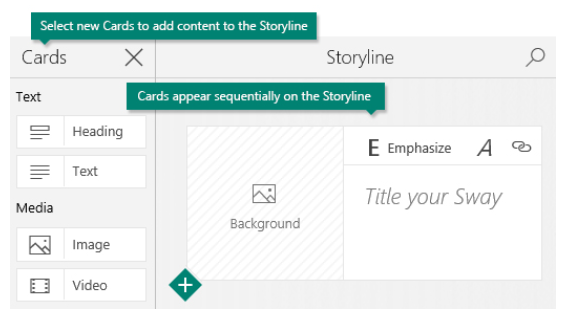 Select new Cards to add content to the Storyline
Cards
Storyline
Cards appear sequentially on the Storyline
Text
Heading
Text
Media
Image
Video
Background
E Emphasize A
Title your Sway